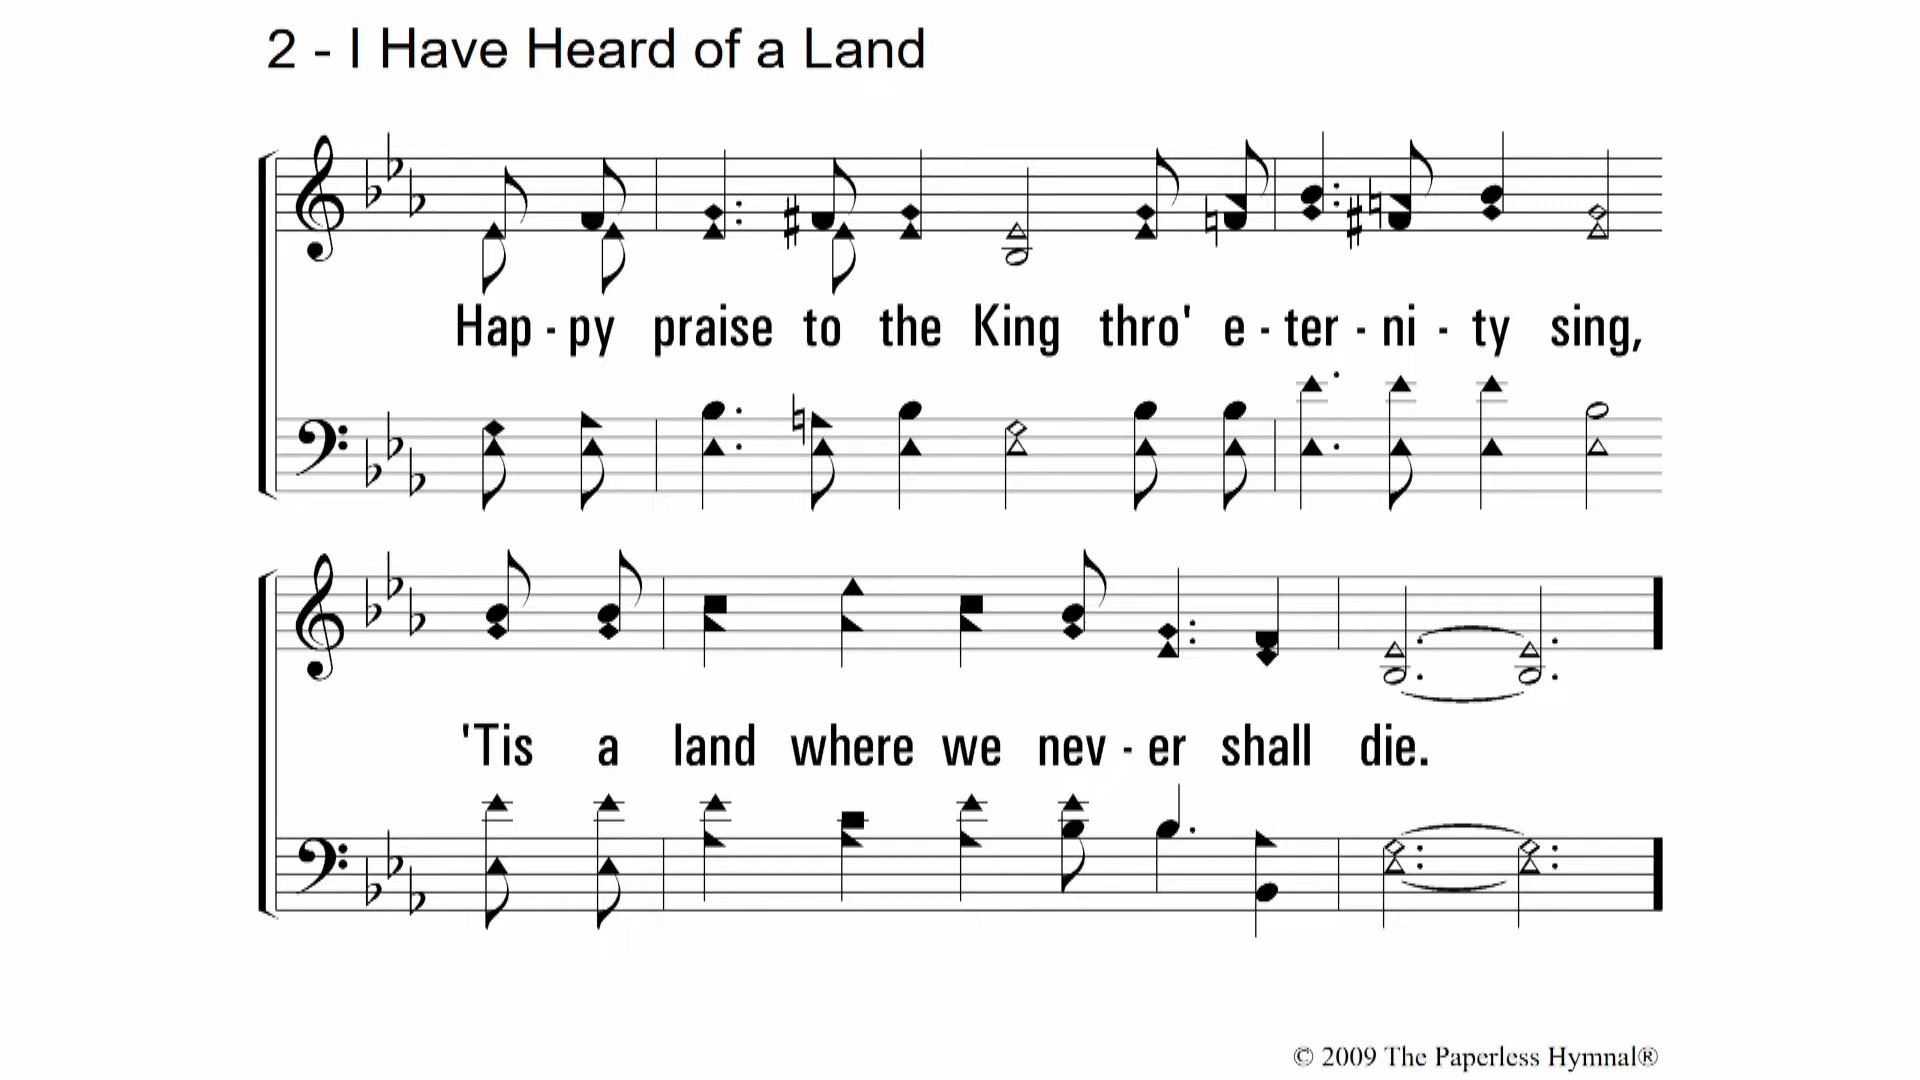 2 - I Have Heard of a Land
Hap - py praise to the King thro' e - ter - ni - ty sing,
'Tis a land where we nev - er shall die.
© 2009 The Paperless Hymnal®